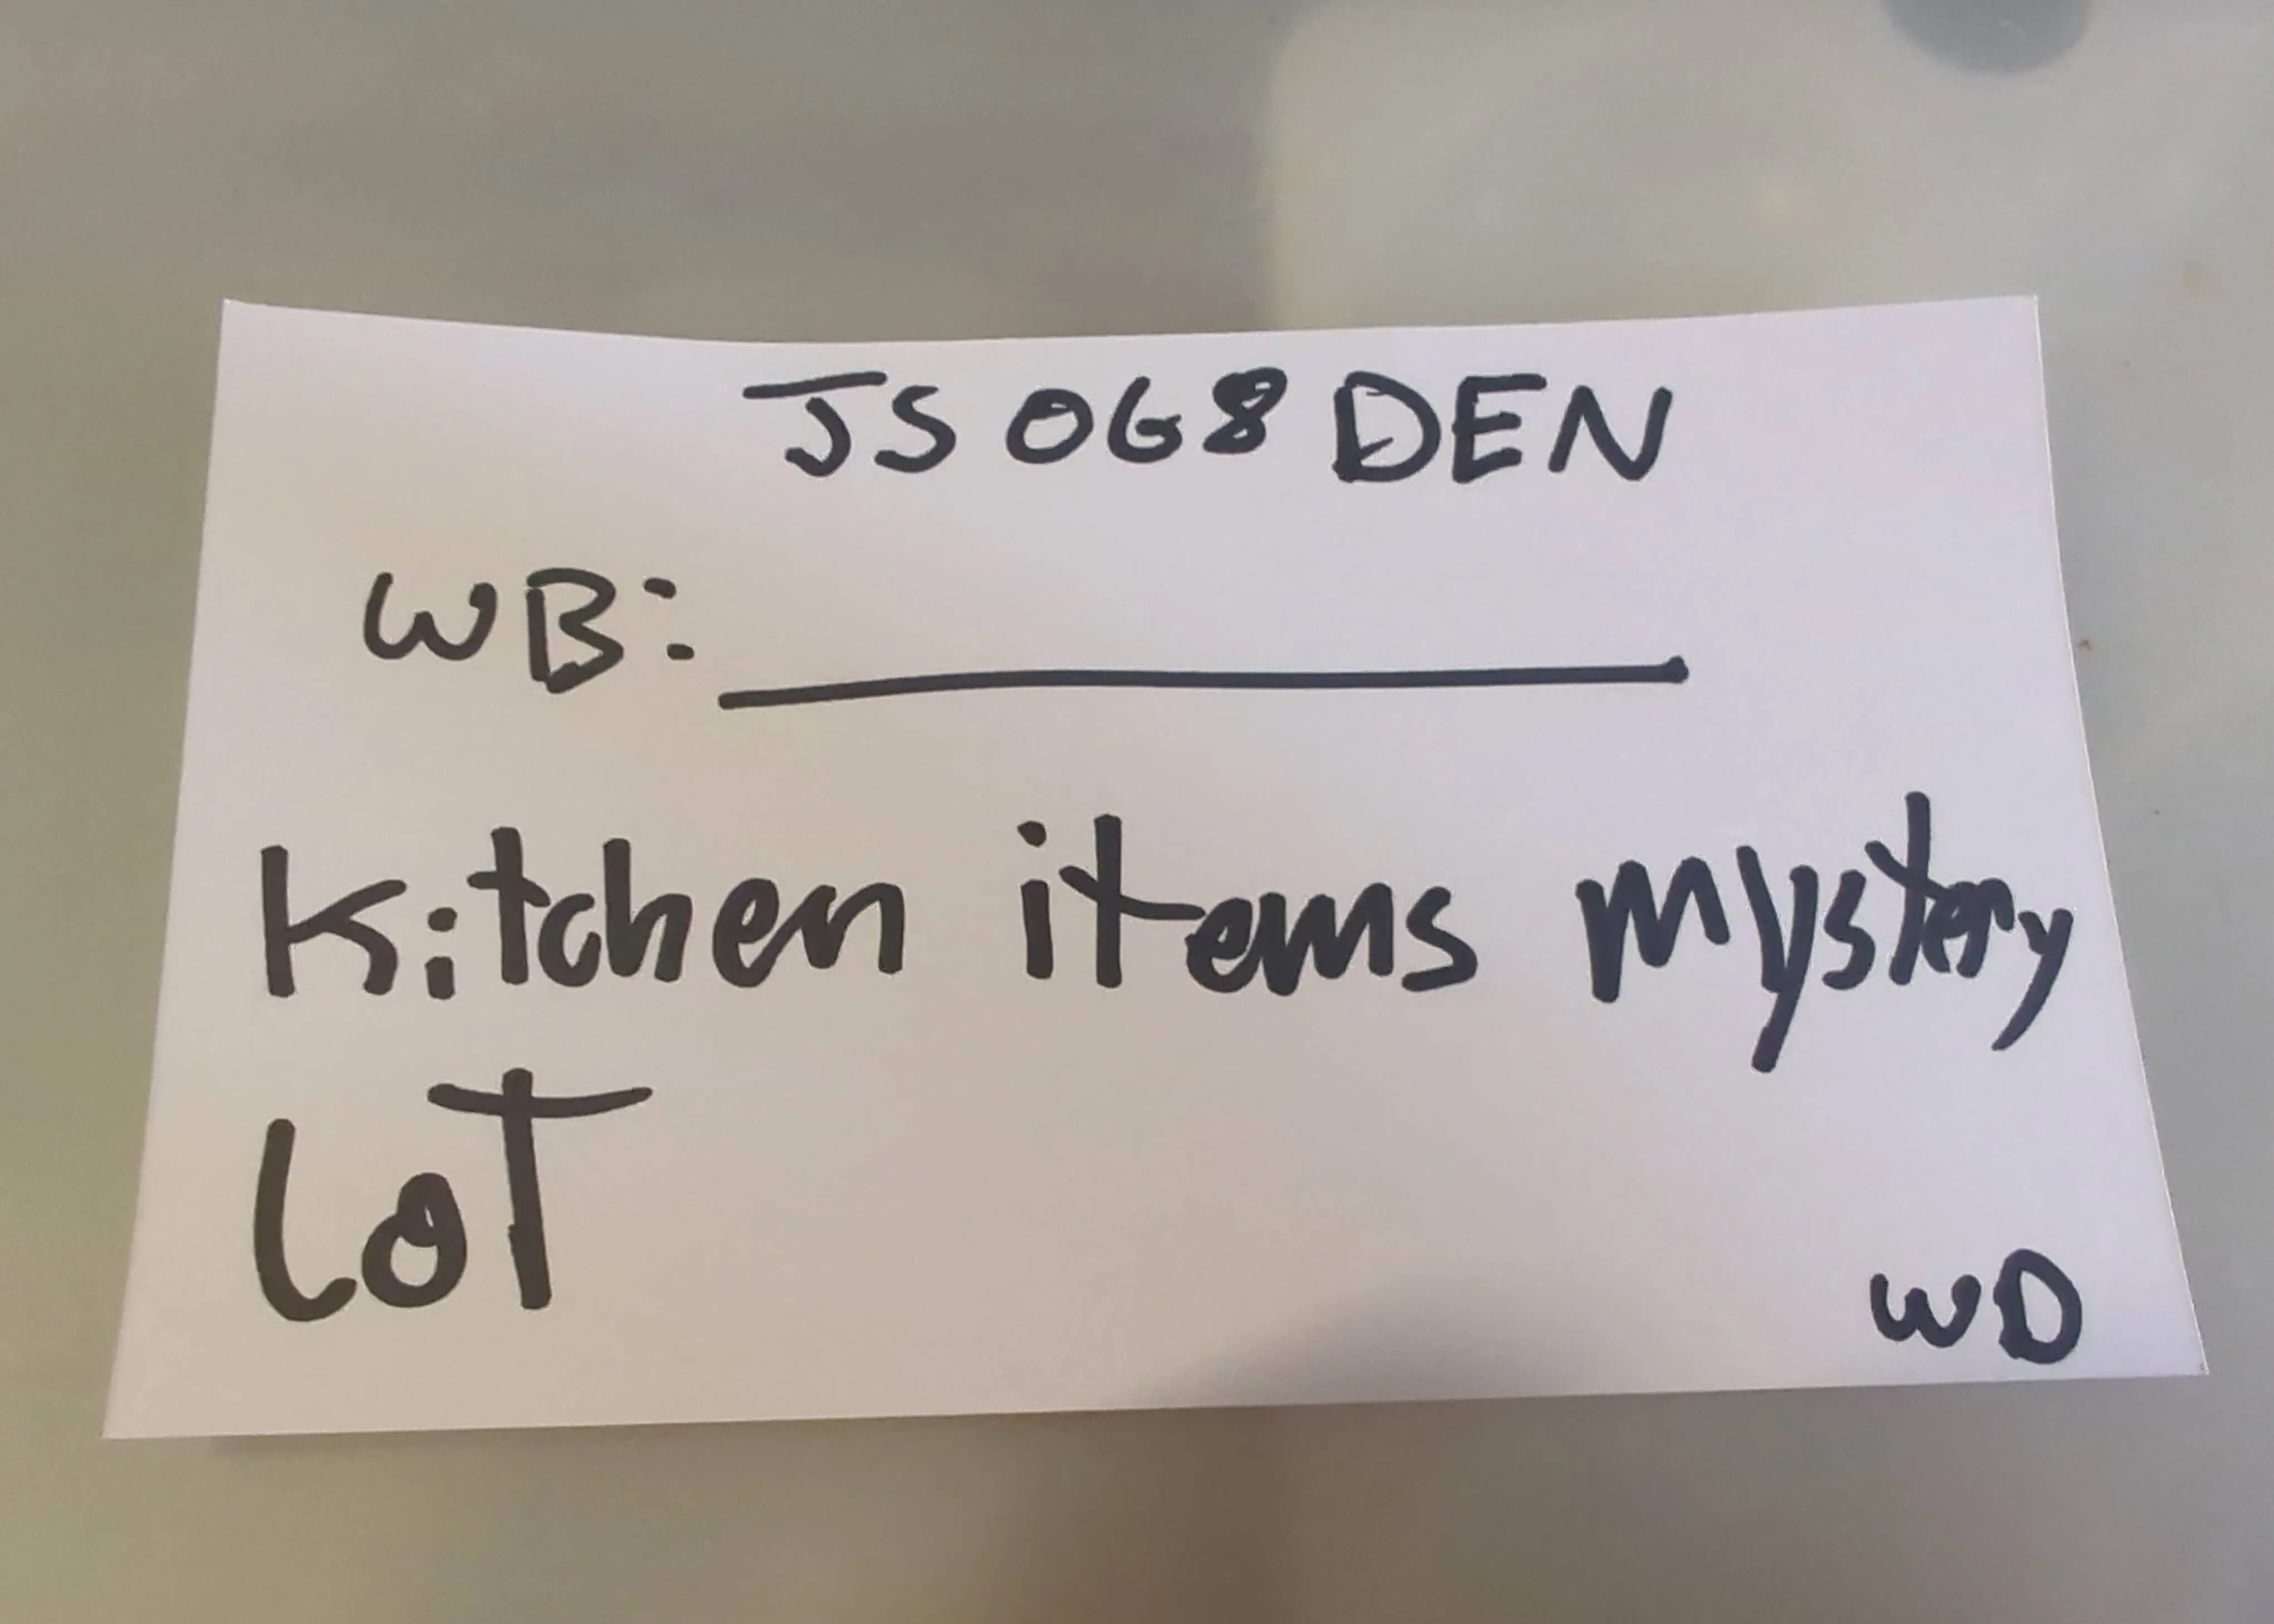 JS 068 DEN
WB: ___________
Kitchen items mystery
LoT
WD